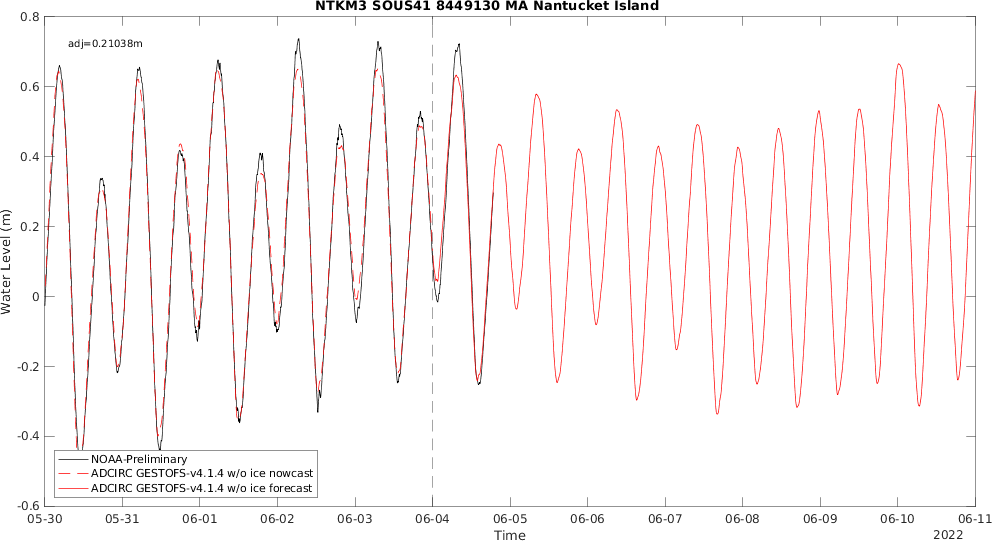 NTKM3 SOUS41 8449130 MA Nantucket Island
adj=0.21038m
0.8
0.6
0.4
0.2
0
-0.2
-0.4
-0.6
Water Level (m)
NOAA-Preliminary
ADCIRC GESTOFS-v4.1.4 w/o ice nowcast
ADCIRC GESTOFS-v4.1.4 w/o ice forecast
05-30 05-31 06-01 06-02 06-03 06-04 06-05 06-06 06-07 06-08 06-09 06-10 06-11
Time
2022